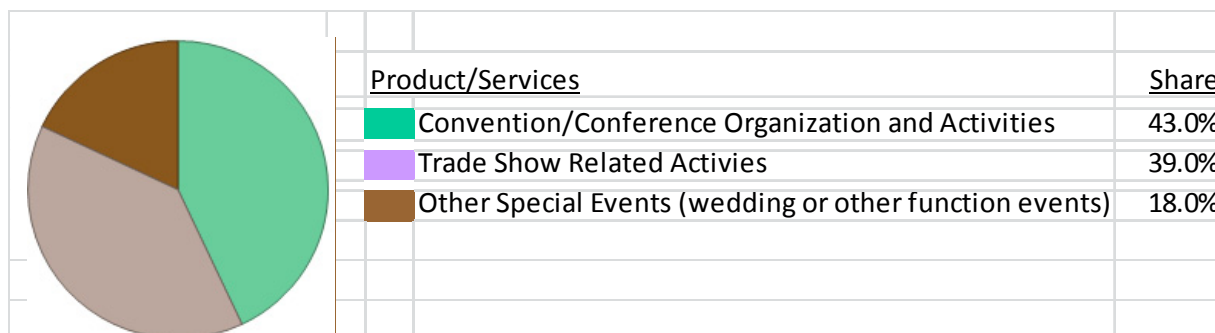 Product/Services Share
Convention/Conference Organization and Activities 43.0%
Trade Show Related Activies 39.0%
Other Special Events (wedding or other function events) 18.0%